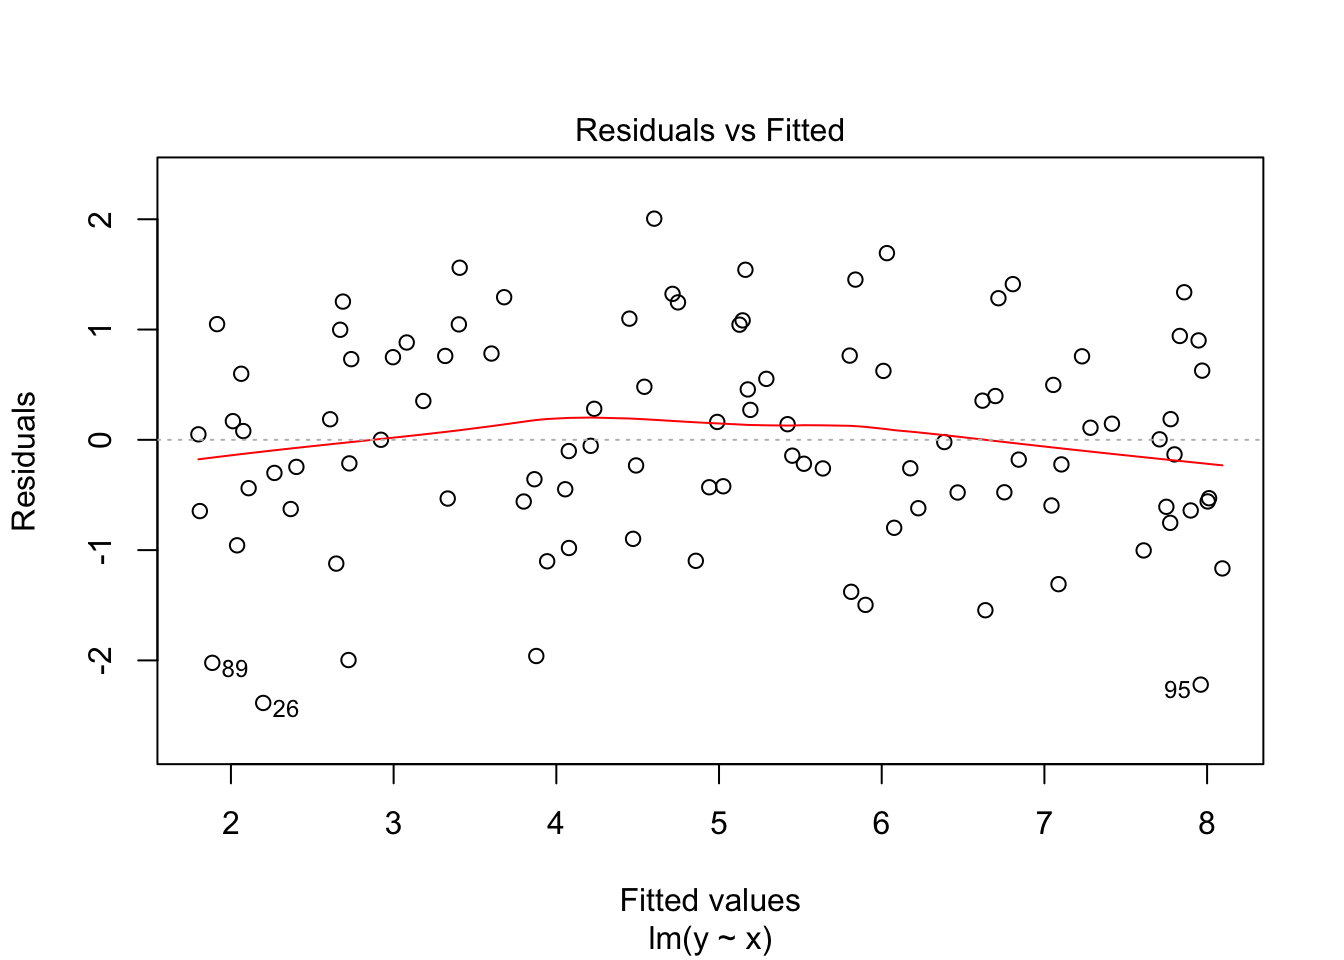 Residuals vs Fitted
Residuals
2
1
0
-1
-2
89
26
95
2 3 4 5 6 7 8
Fitted values
lm(y ~ x)